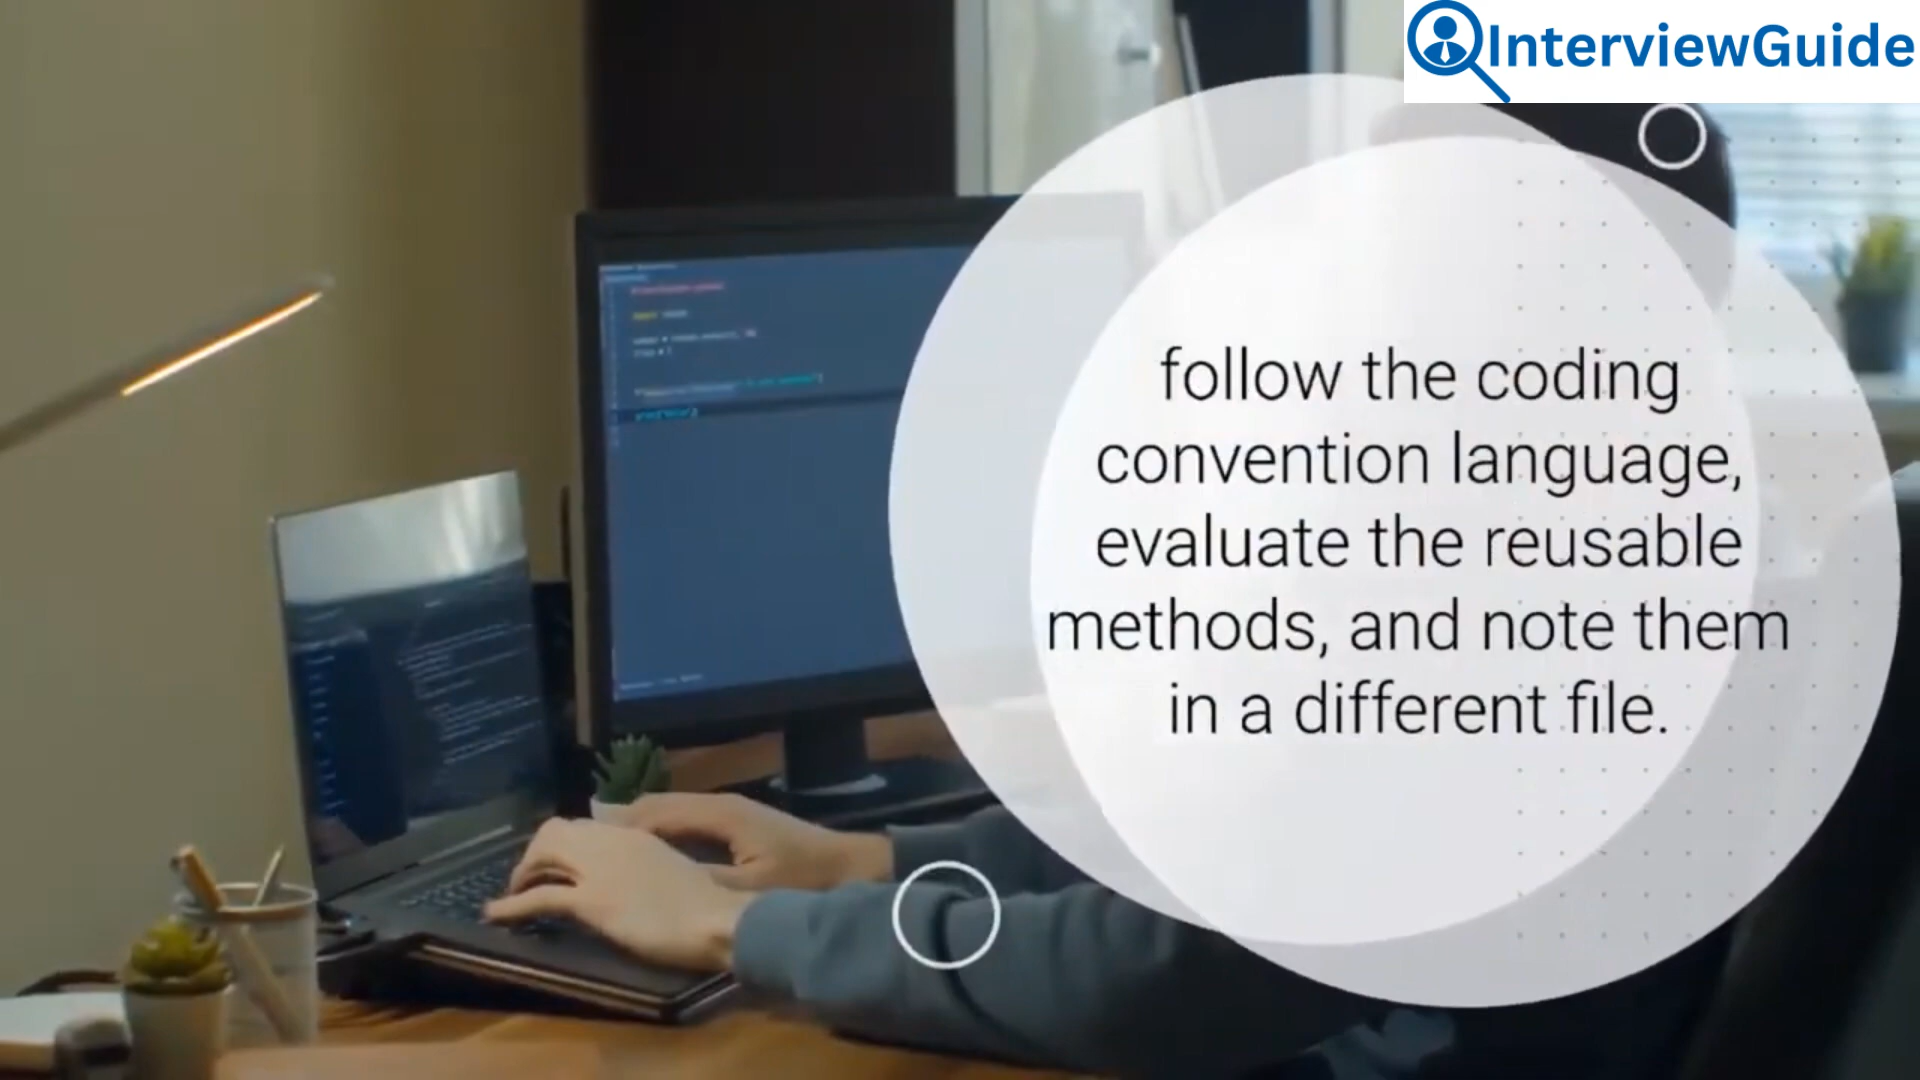 InterviewGuide
follow the coding
convention language,
evaluate the reusable
methods, and note them
in a different file.